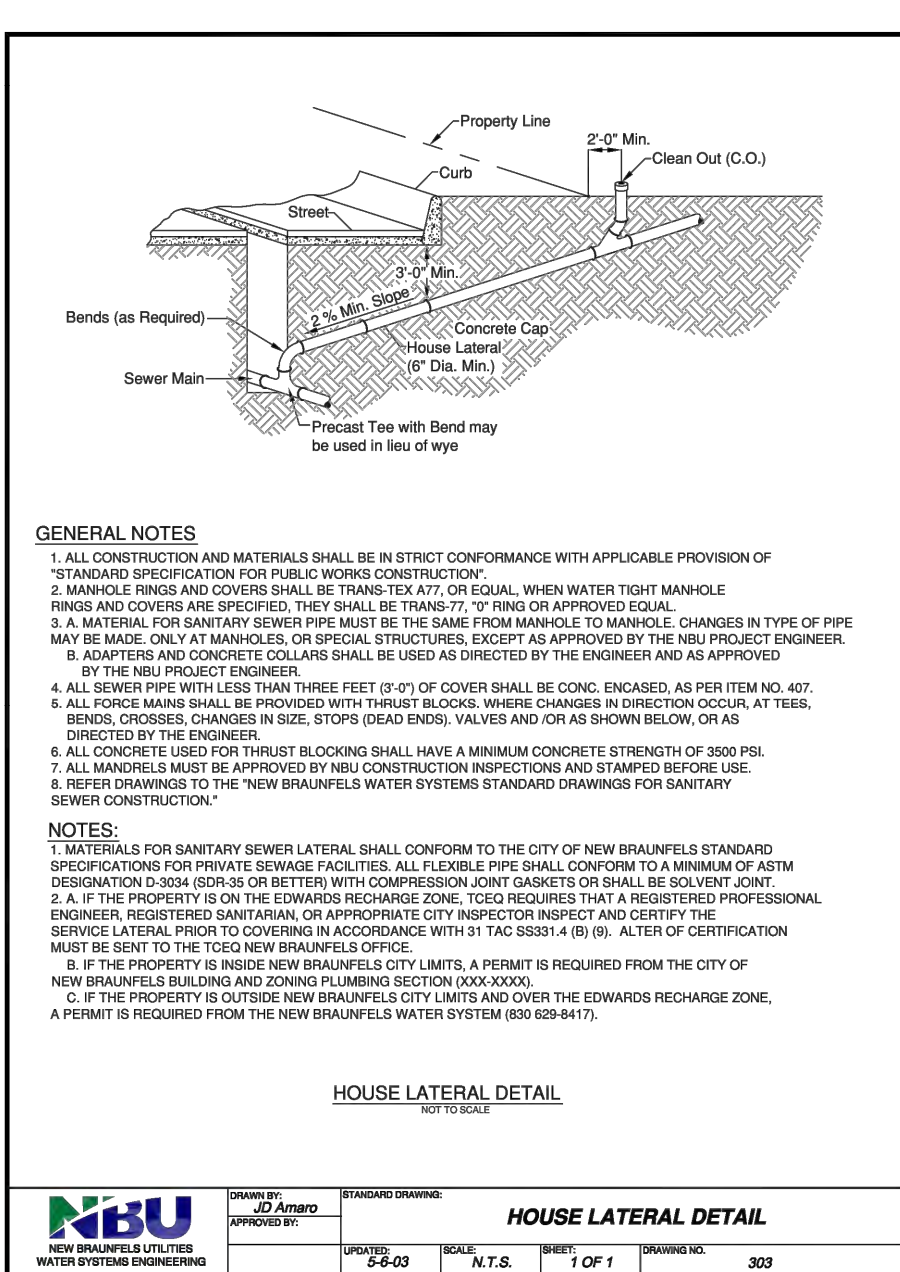 Property Line
2'-0" Min.
Clean Out (C.O.)
Curb
Street
3'-0" Min.
2 % Min. Slope
Bends (as Required)
Concrete Cap
House Lateral
(6" Dia. Min.)
Sewer Main
Precast Tee with Bend may
be used in lieu of wye
GENERAL NOTES
1. ALL CONSTRUCTION AND MATERIALS SHALL BE IN STRICT CONFORMANCE WITH APPLICABLE PROVISION OF
"STANDARD SPECIFICATION FOR PUBLIC WORKS CONSTRUCTION".
2. MANHOLE RINGS AND COVERS SHALL BE TRANS-TEX A77, OR EQUAL, WHEN WATER TIGHT MANHOLE
RINGS AND COVERS ARE SPECIFIED, THEY SHALL BE TRANS-77, "0" RING OR APPROVED EQUAL.
3. A. MATERIAL FOR SANITARY SEWER PIPE MUST BE THE SAME FROM MANHOLE TO MANHOLE. CHANGES IN TYPE OF PIPE
MAY BE MADE. ONLY AT MANHOLES, OR SPECIAL STRUCTURES, EXCEPT AS APPROVED BY THE NBU PROJECT ENGINEER.
B. ADAPTERS AND CONCRETE COLLARS SHALL BE USED AS DIRECTED BY THE ENGINEER AND AS APPROVED
BY THE NBU PROJECT ENGINEER.
4. ALL SEWER PIPE WITH LESS THAN THREE FEET (3'-0") OF COVER SHALL BE CONC. ENCASED, AS PER ITEM NO. 407.
5. ALL FORCE MAINS SHALL BE PROVIDED WITH THRUST BLOCKS. WHERE CHANGES IN DIRECTION OCCUR, AT TEES,
BENDS, CROSSES, CHANGES IN SIZE, STOPS (DEAD ENDS). VALVES AND /OR AS SHOWN BELOW, OR AS
DIRECTED BY THE ENGINEER.
6. ALL CONCRETE USED FOR THRUST BLOCKING SHALL HAVE A MINIMUM CONCRETE STRENGTH OF 3500 PSI.
7. ALL MANDRELS MUST BE APPROVED BY NBU CONSTRUCTION INSPECTIONS AND STAMPED BEFORE USE.
8. REFER DRAWINGS TO THE "NEW BRAUNFELS WATER SYSTEMS STANDARD DRAWINGS FOR SANITARY
SEWER CONSTRUCTION."
NOTES:
1. MATERIALS FOR SANITARY SEWER LATERAL SHALL CONFORM TO THE CITY OF NEW BRAUNFELS STANDARD
SPECIFICATIONS FOR PRIVATE SEWAGE FACILITIES. ALL FLEXIBLE PIPE SHALL CONFORM TO A MINIMUM OF ASTM
DESIGNATION D-3034 (SDR-35 OR BETTER) WITH COMPRESSION JOINT GASKETS OR SHALL BE SOLVENT JOINT.
2. A. IF THE PROPERTY IS ON THE EDWARDS RECHARGE ZONE, TCEQ REQUIRES THAT A REGISTERED PROFESSIONAL
ENGINEER, REGISTERED SANITARIAN, OR APPROPRIATE CITY INSPECTOR INSPECT AND CERTIFY THE
SERVICE LATERAL PRIOR TO COVERING IN ACCORDANCE WITH 31 TAC SS331.4 (B) (9). ALTER OF CERTIFICATION
MUST BE SENT TO THE TCEQ NEW BRAUNFELS OFFICE.
B. IF THE PROPERTY IS INSIDE NEW BRAUNFELS CITY LIMITS, A PERMIT IS REQUIRED FROM THE CITY OF
NEW BRAUNFELS BUILDING AND ZONING PLUMBING SECTION (XXX-XXXX).
C. IF THE PROPERTY IS OUTSIDE NEW BRAUNFELS CITY LIMITS AND OVER THE EDWARDS RECHARGE ZONE,
A PERMIT IS REQUIRED FROM THE NEW BRAUNFELS WATER SYSTEM (830 629-8417).
HOUSE LATERAL DETAIL
NOT TO SCALE
NBU
NEW BRAUNFELS UTILITIES
WATER SYSTEMS ENGINEERING
DRAWN BY:
JD Amaro
APPROVED BY:
STANDARD DRAWING:
HOUSE LATERAL DETAIL
UPDATED:
5-6-03
SCALE:
N.T.S.
SHEET:
1 OF 1
DRAWING NO.
303